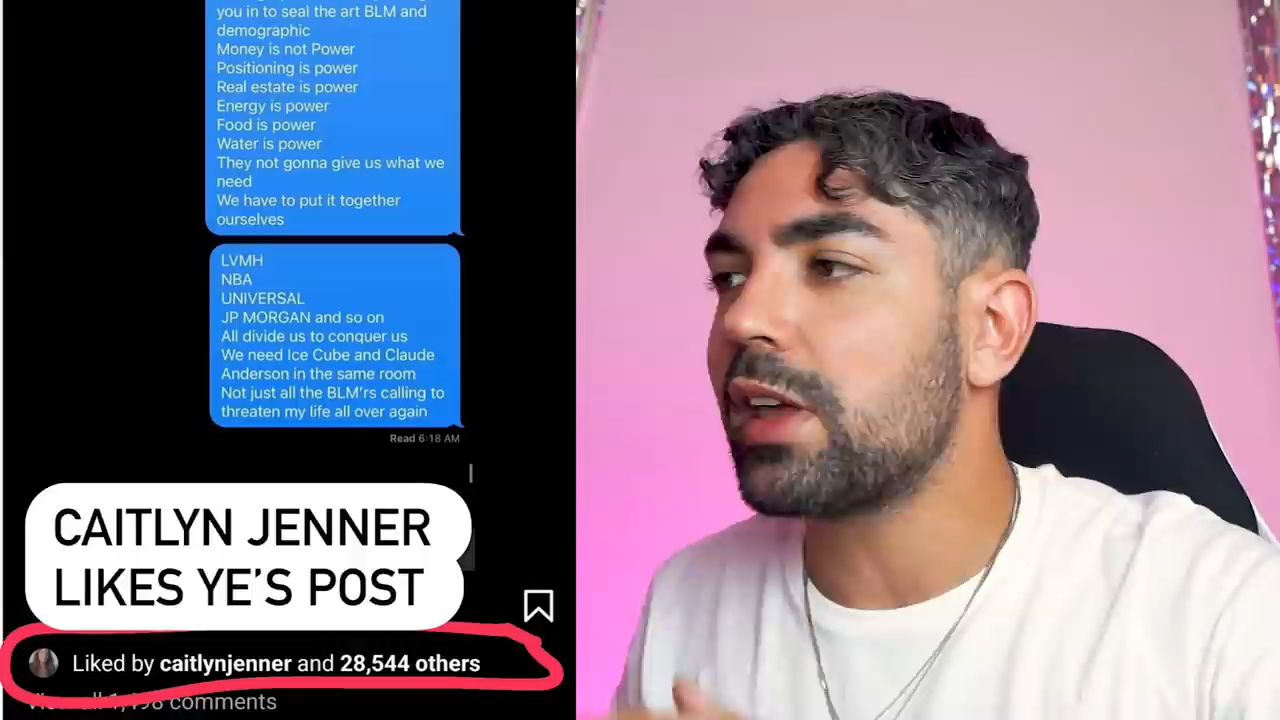 you in to seal the art BLM and
demographic
Money is not Power
Positioning is power
Real estate is power
Energy is power
Food is power
Water is power
They not gonna give us what we
need
We have to put it together
ourselves
LVMH
NBA
UNIVERSAL
JP MORGAN and so on
All divide us to conquer us
We need Ice Cube and Claude
Anderson in the same room
Not just all the BLM'rs calling to
threaten my life all over again
Read 6:18 AM
CAITLYN JENNER
LIKES YE'S POST
Liked by caitlynjenner and 28,544 others
all 1,198 comments